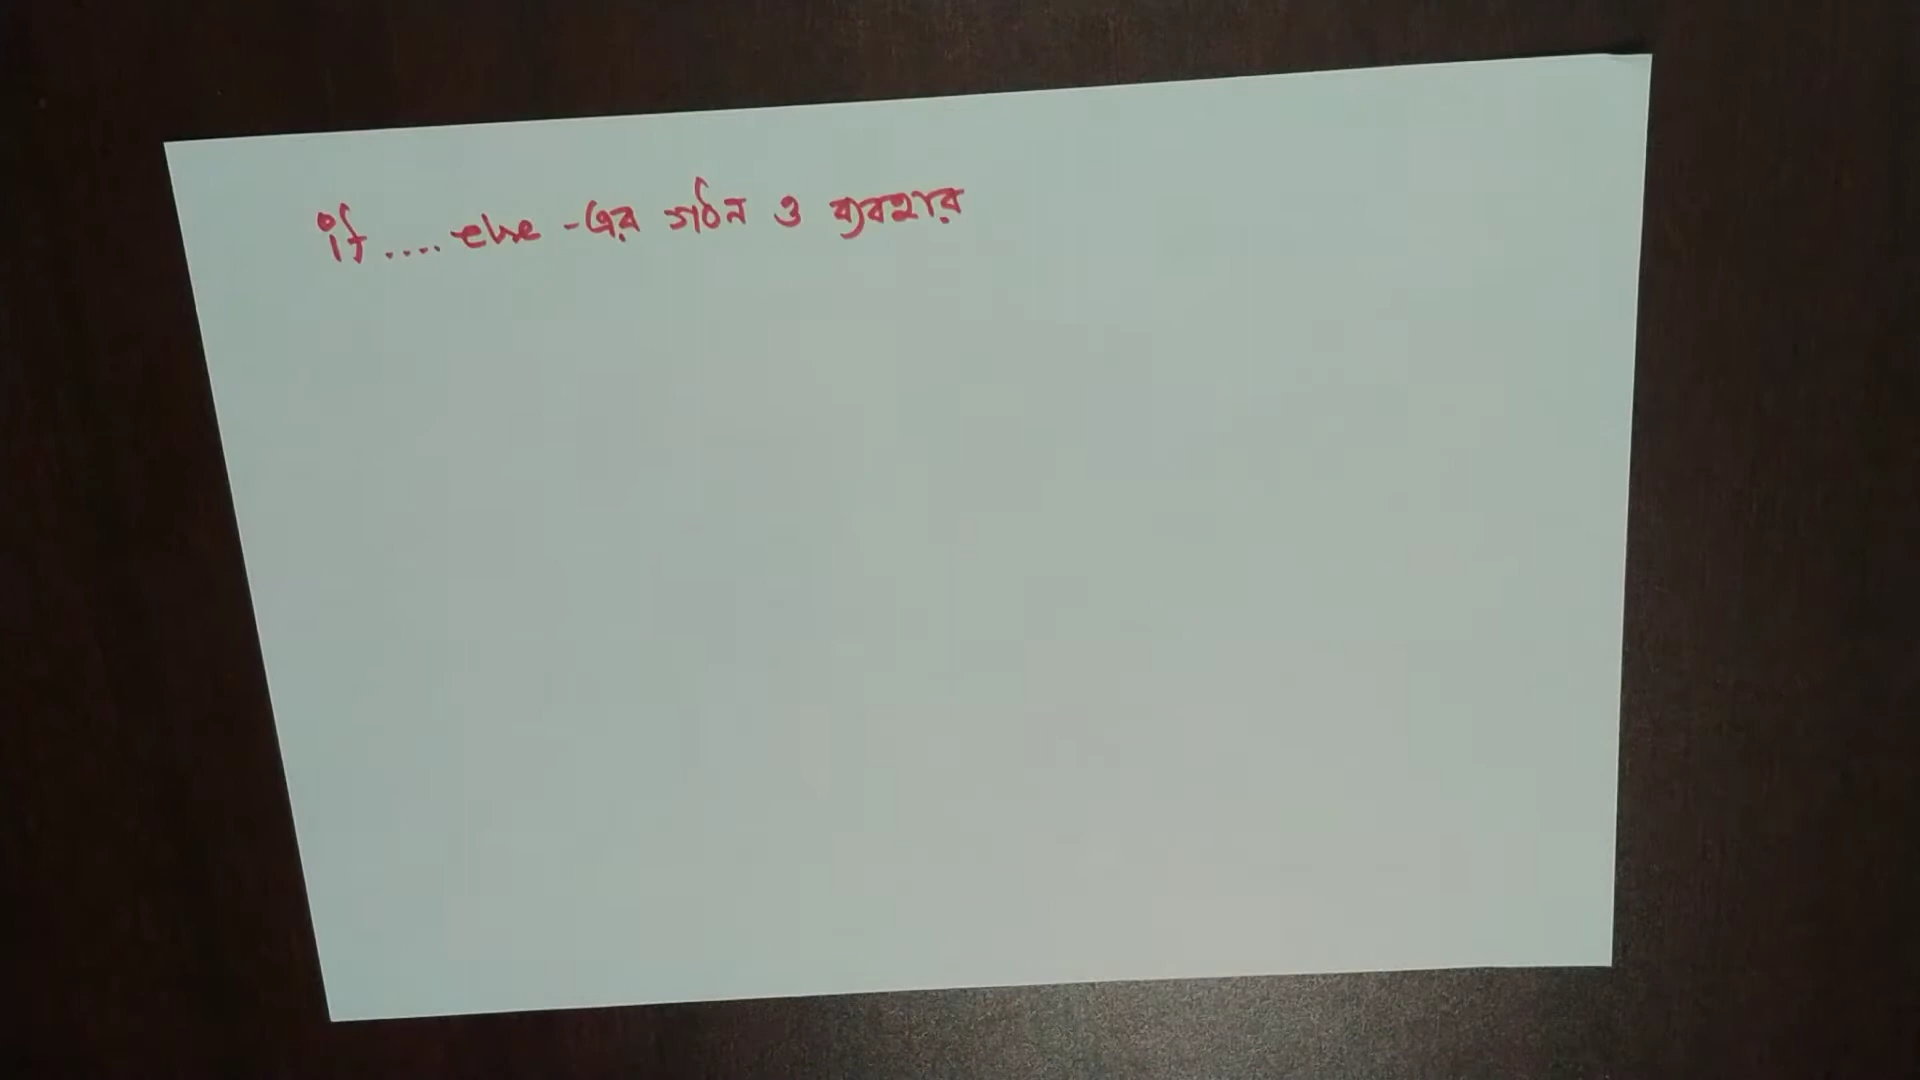 if .... else -এর গঠন ও ব্যবহার